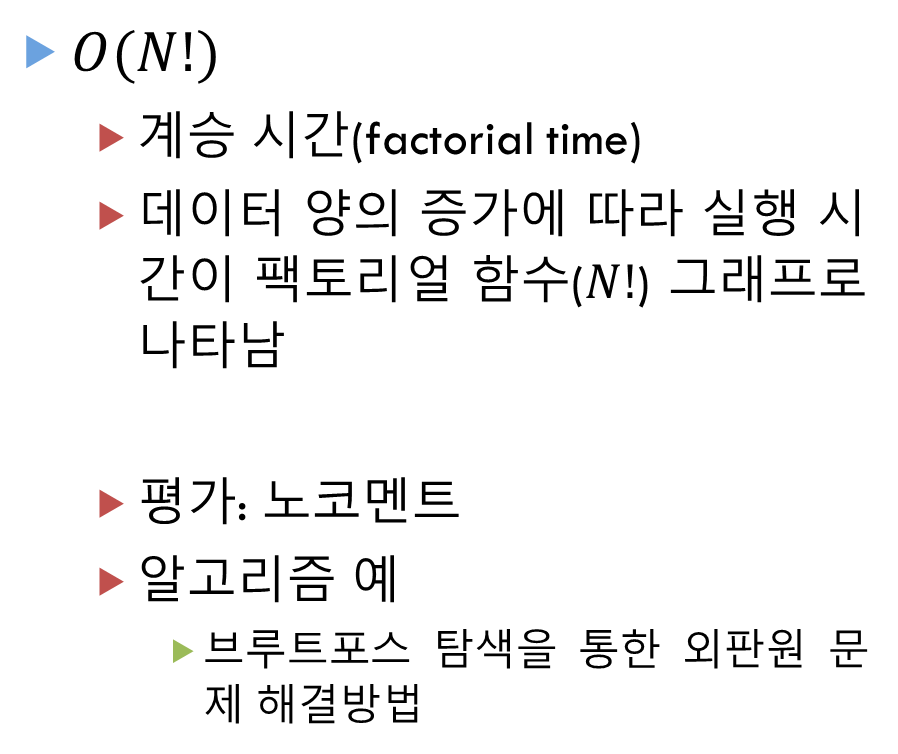 O(N!)
계승 시간(factorial time)
데이터 양의 증가에 따라 실행 시
간이 팩토리얼 함수(N!) 그래프로
나타남
평가: 노코멘트
알고리즘 예
브루트포스 탐색을 통한 외판원 문
제 해결방법